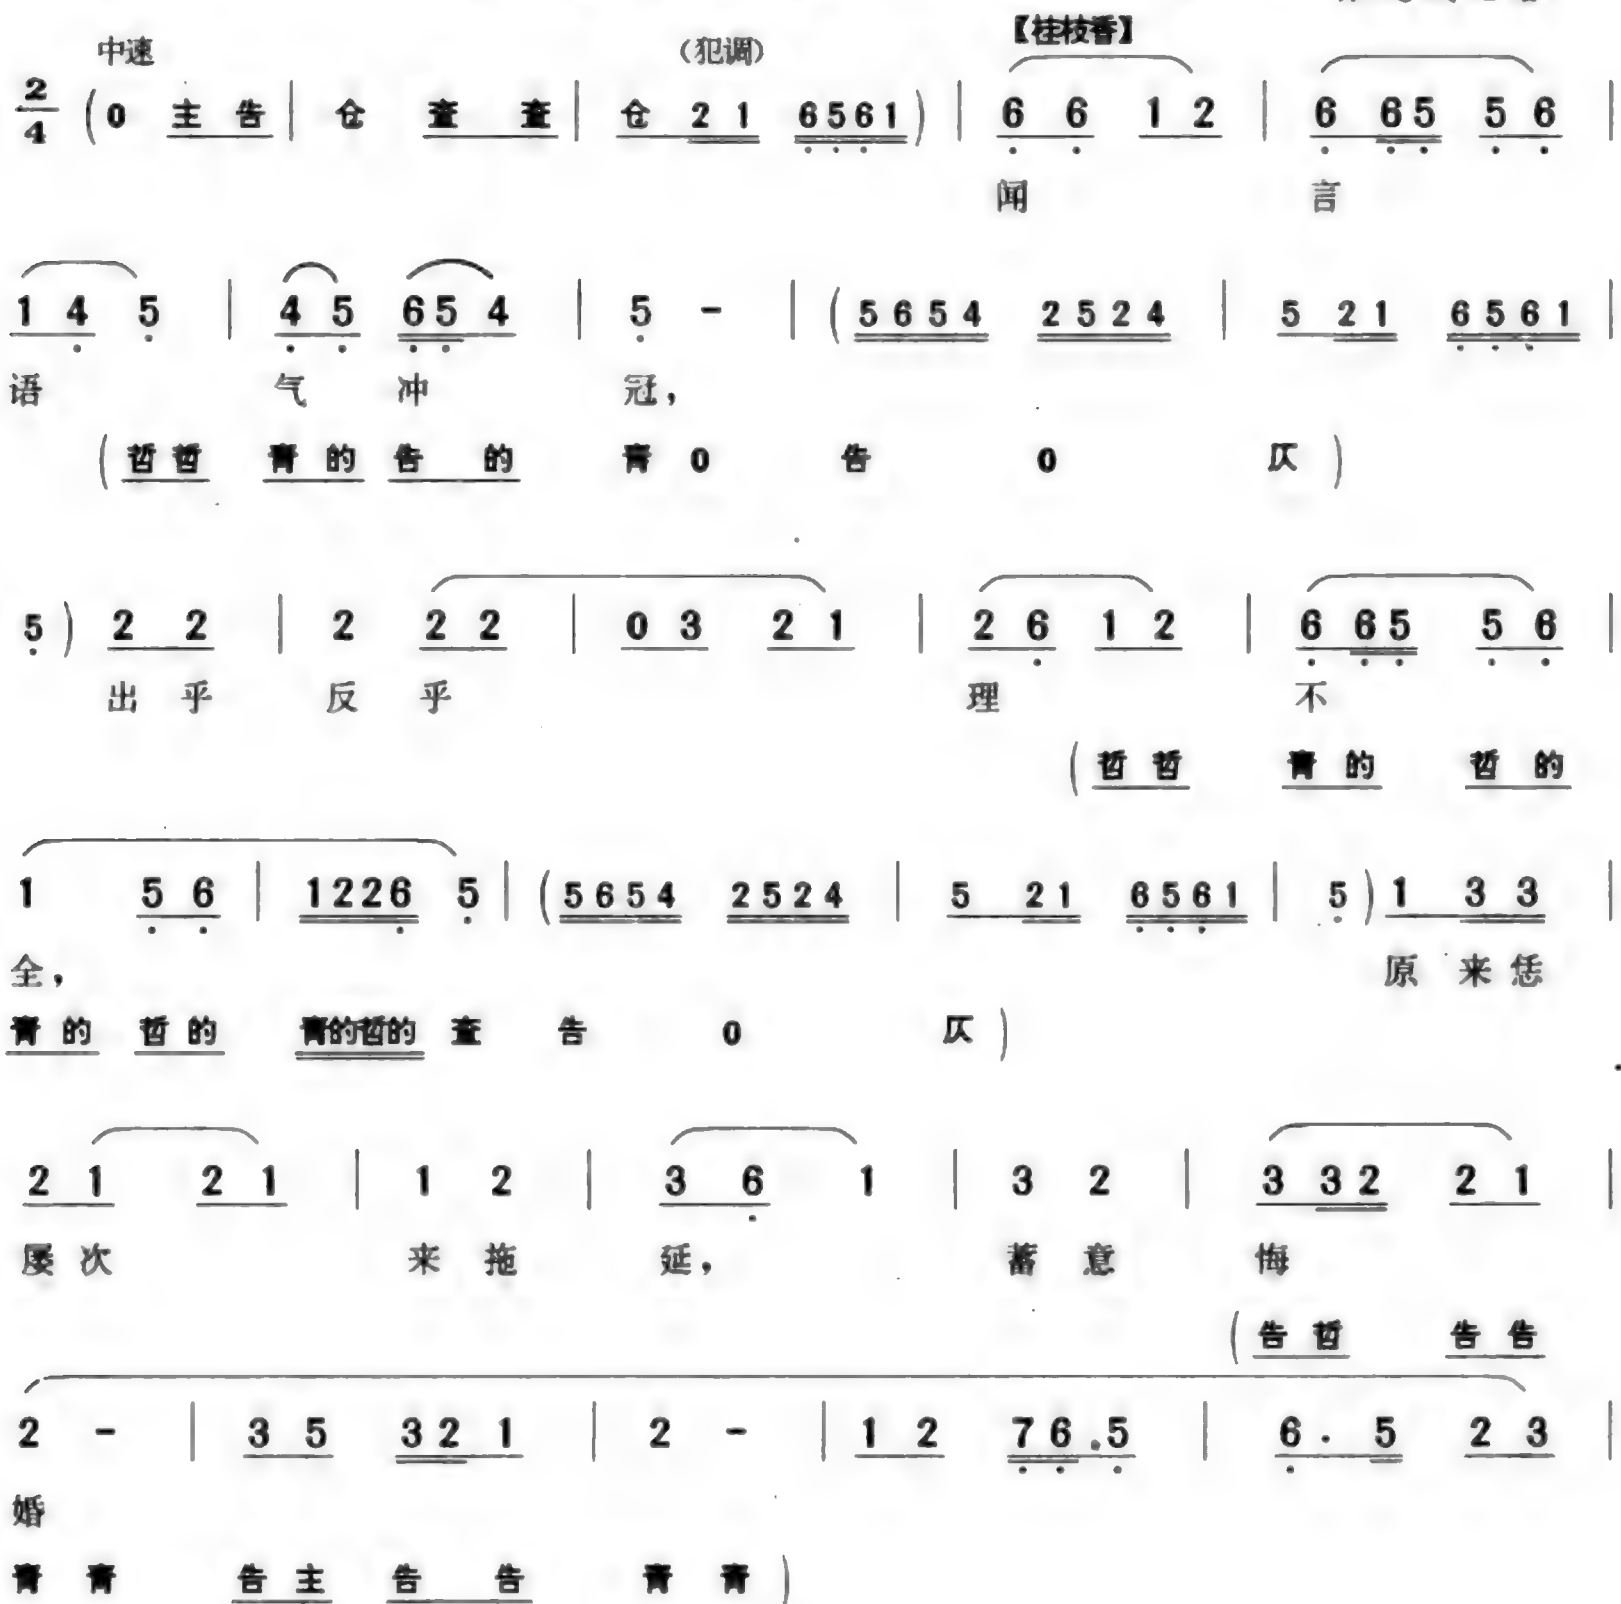 【桂枝香】
中速 （犯调）
2/4 (0 主告 | 仓 查 查 | 仓 21 6561) | 6 6 1 2 | 6 65 5 6 |
闻 言
1 4 5 | 4 5 65 4 | 5 - | (5654 2524 | 5 21 6561 |
语 气 冲 冠，
(哲哲 青的 告 的 青 0 告 0 仄)
5) 2 2 | 2 2 2 | 0 3 2 1 | 2 6 1 2 | 6 65 5 6 |
出 乎 反 乎 理 不
(哲哲 青的 哲的
1 5 6 | 1226 5 | (5654 2524 | 5 21 6561 | 5) 1 33 |
全， 原 来 恁
青的 哲的 青的哲的 查 告 0 仄)
2 1 2 1 | 1 2 | 3 6 1 | 3 2 | 3 32 2 1 |
屡 次 来 拖 延， 蓄 意 悔
(告哲 告告
2 - | 3 5 32 1 | 2 - | 1 2 76.5 | 6. 5 2 3 |
婚
青 青 告主 告 告 青 青)